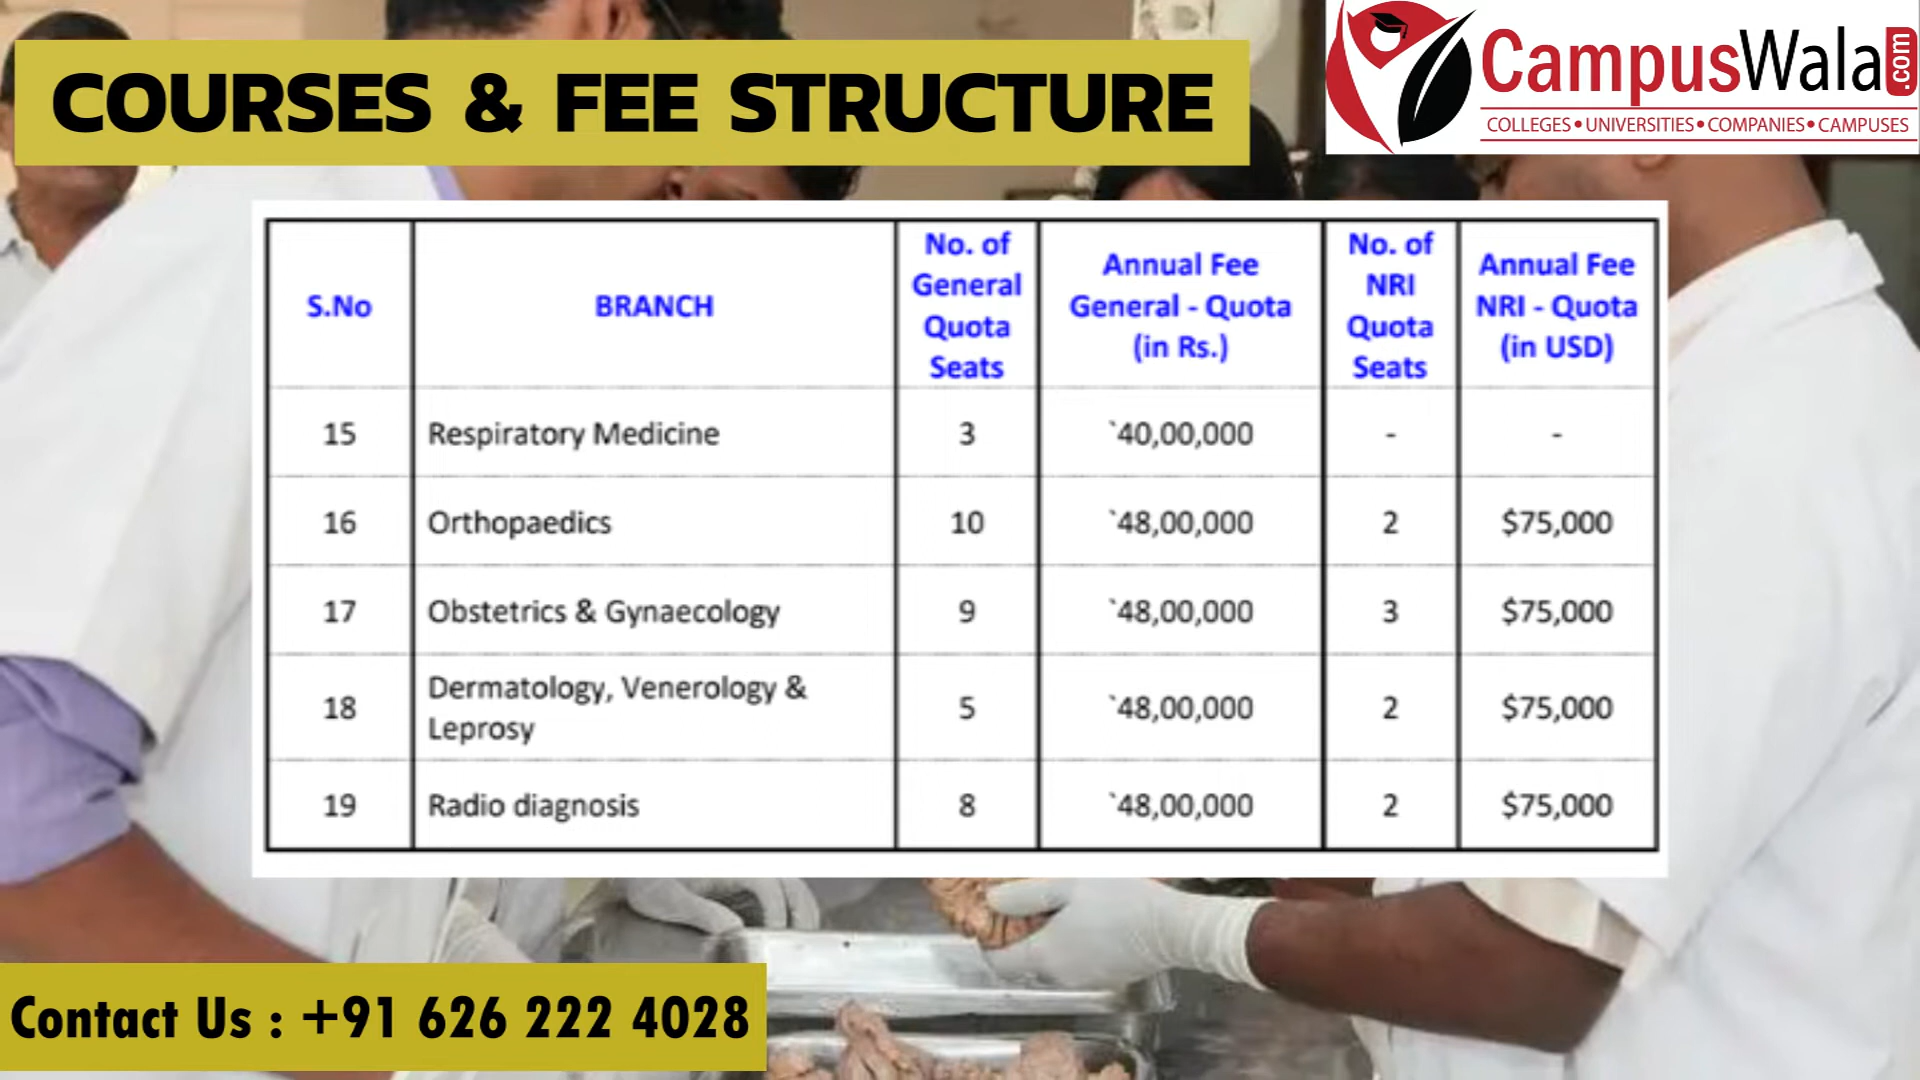 COURSES & FEE STRUCTURE
CampusWala.com
COLLEGES•UNIVERSITIES•COMPANIES•CAMPUSES
S.No BRANCH No. of General Quota Seats Annual Fee General - Quota (in Rs.) No. of NRI Quota Seats Annual Fee NRI - Quota (in USD)
15 Respiratory Medicine 3 `40,00,000 - -
16 Orthopaedics 10 `48,00,000 2 $75,000
17 Obstetrics & Gynaecology 9 `48,00,000 3 $75,000
18 Dermatology, Venerology & Leprosy 5 `48,00,000 2 $75,000
19 Radio diagnosis 8 `48,00,000 2 $75,000
Contact Us : +91 626 222 4028